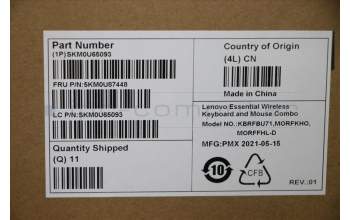 Part Number
(1P)SKM0U65093
FRU P/N:5KM0U87448
LC P/N:SKM0U65093
Quantity Shipped
(Q) 11
Country of Origin
(4L) CN
Made in China
Lenovo Essential Wireless
Keyboard and Mouse Combo
Model NO.:KBRFBU71,MORFKHO,
MORFFHL-D
MFG:PMX 2021-05-15
10
CFB
REV.:01